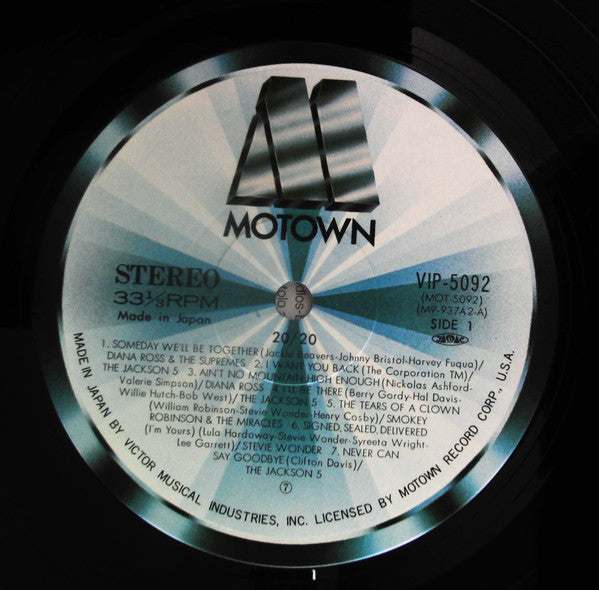 MOTOWN
STEREO
33⅓RPM
Made in Japan
VIP-5092
(MOT-5092)
(M9-937A2-A)
SIDE 1
20/20
1. SOMEDAY WE'LL BE TOGETHER (Jackie Beavers-Johnny Bristol-Harvey Fuqua)/
DIANA ROSS & THE SUPREMES 2. I WANT YOU BACK (The Corporation TM)/
THE JACKSON 5 3. AIN'T NO MOUNTAIN HIGH ENOUGH (Nickolas Ashford-
Valerie Simpson)/DIANA ROSS 4. I'LL BE THERE (Berry Gordy-Hal Davis-
Willie Hutch-Bob West)/THE JACKSON 5 5. THE TEARS OF A CLOWN
(William Robinson-Stevie Wonder-Henry Cosby)/SMOKEY
ROBINSON & THE MIRACLES 6. SIGNED, SEALED, DELIVERED
(I'm Yours) (Lula Hardaway-Stevie Wonder-Syreeta Wright-
Lee Garrett)/STEVIE WONDER 7. NEVER CAN
SAY GOODBYE (Clifton Davis)/
THE JACKSON 5
7
MADE IN JAPAN BY VICTOR MUSICAL INDUSTRIES, INC. LICENSED BY MOTOWN RECORD CORP., U.S.A.